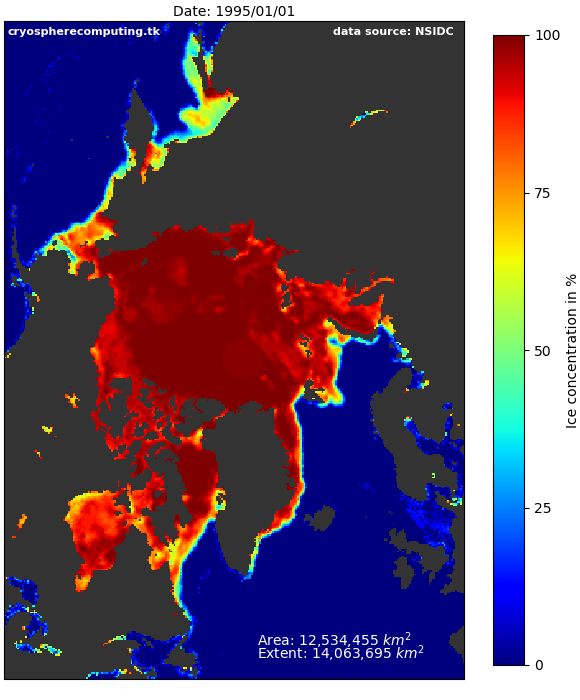 Date: 1995/01/01
cryospherecomputing.tk
data source: NSIDC
100
75
50
25
0
Ice concentration in %
Area: 12,534,455 km²
Extent: 14,063,695 km²